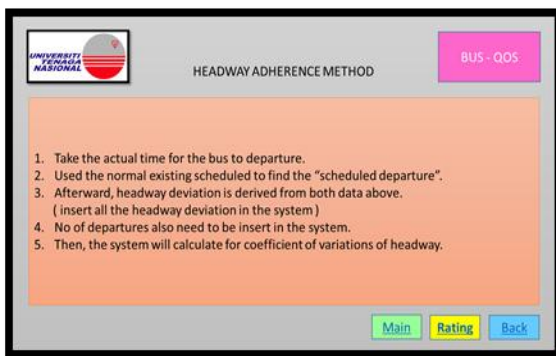 UNIVERSITI
TENAGA
NASIONAL
HEADWAY ADHERENCE METHOD
BUS - QOS
1. Take the actual time for the bus to departure.
2. Used the normal existing scheduled to find the “scheduled departure”.
3. Afterward, headway deviation is derived from both data above.
( insert all the headway deviation in the system )
4. No of departures also need to be insert in the system.
5. Then, the system will calculate for coefficient of variations of headway.
Main
Rating
Back